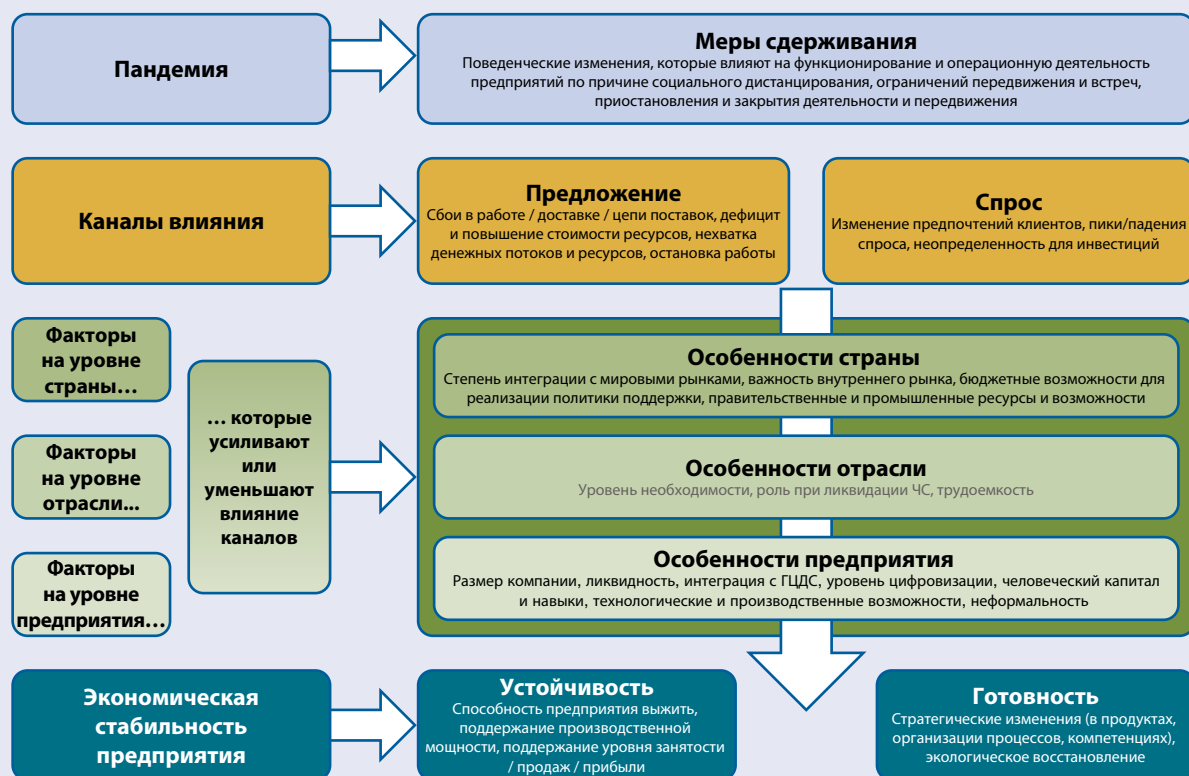 Пандемия
Меры сдерживания
Поведенческие изменения, которые влияют на функционирование и операционную деятельность
предприятий по причине социального дистанцирования, ограничений передвижения и встреч,
приостановления и закрытия деятельности и передвижения
Каналы влияния
Предложение
Сбои в работе / доставке / цепи поставок, дефицит
и повышение стоимости ресурсов, нехватка
денежных потоков и ресурсов, остановка работы
Спрос
Изменение предпочтений клиентов, пики/падения
спроса, неопределенность для инвестиций
Факторы
на уровне
страны...
Факторы
на уровне
отрасли...
Факторы
на уровне
предприятия...
... которые
усиливают
или
уменьшают
влияние
каналов
Особенности страны
Степень интеграции с мировыми рынками, важность внутреннего рынка, бюджетные возможности для
реализации политики поддержки, правительственные и промышленные ресурсы и возможности
Особенности отрасли
Уровень необходимости, роль при ликвидации ЧС, трудоемкость
Особенности предприятия
Размер компании, ликвидность, интеграция с ГЦДС, уровень цифровизации, человеческий капитал
и навыки, технологические и производственные возможности, неформальность
Экономическая
стабильность
предприятия
Устойчивость
Способность предприятия выжить,
поддержание производственной
мощности, поддержание уровня занятости
/ продаж / прибыли
Готовность
Стратегические изменения (в продуктах,
организации процессов, компетенциях),
экологическое восстановление